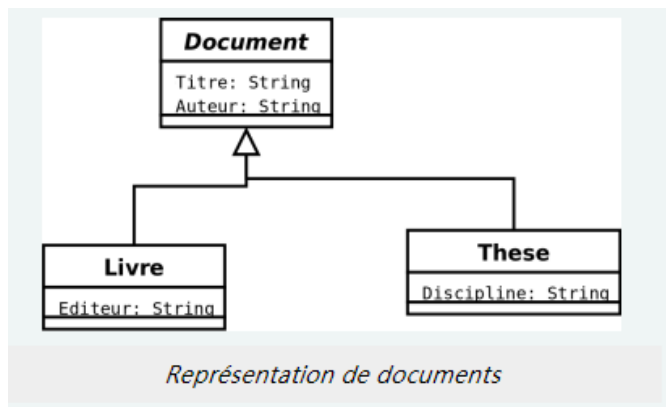 Document
Titre: String
Auteur: String
Livre
Editeur: String
These
Discipline: String
Représentation de documents